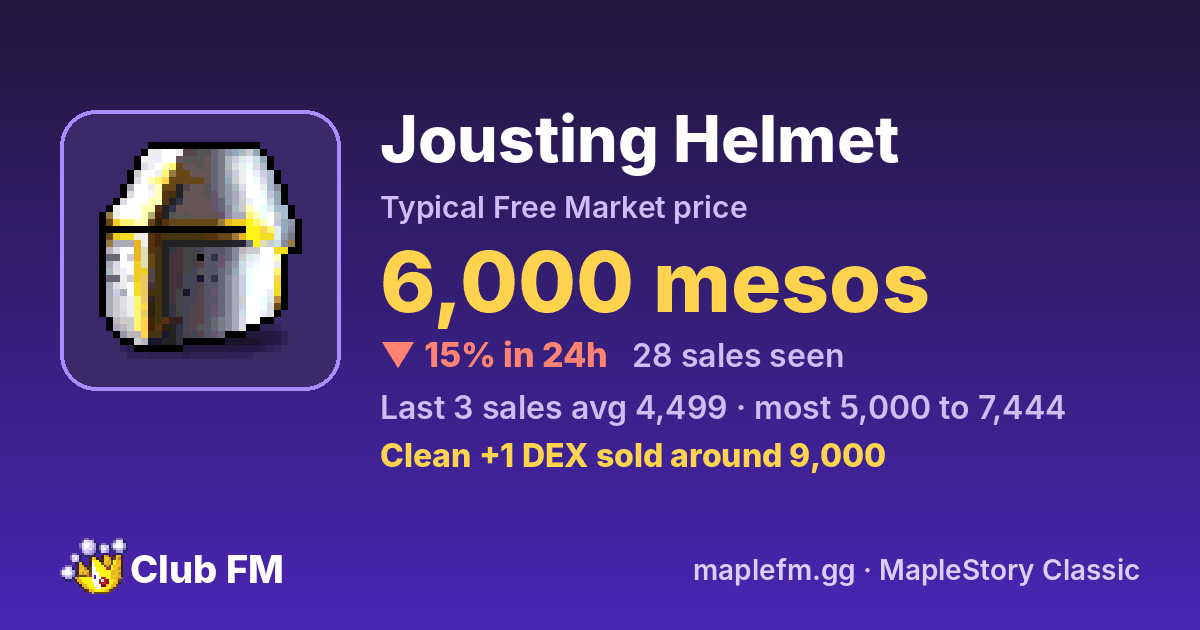 Jousting Helmet
Typical Free Market price
6,000 mesos
▼ 15% in 24h 28 sales seen
Last 3 sales avg 4,499 · most 5,000 to 7,444
Clean +1 DEX sold around 9,000
Club FM
maplefm.gg · MapleStory Classic